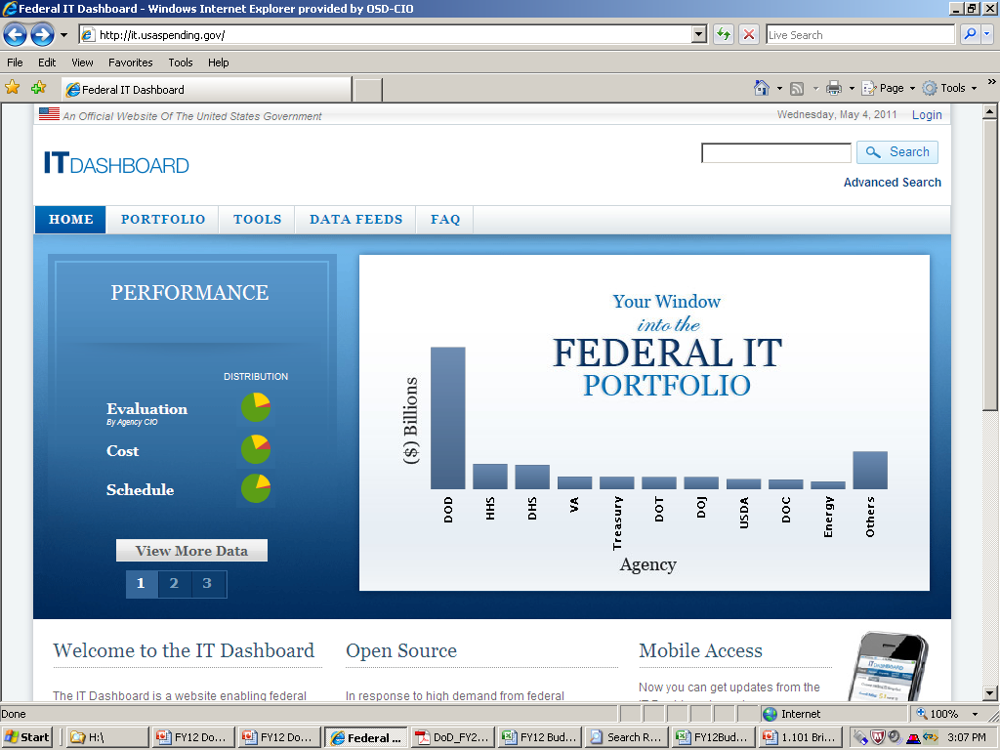 Federal IT Dashboard - Windows Internet Explorer provided by OSD-CIO
http://it.usaspending.gov/
Live Search
File Edit View Favorites Tools Help
Federal IT Dashboard
Page Tools
An Official Website Of The United States Government
Wednesday, May 4, 2011 Login
IT DASHBOARD
Search
Advanced Search
HOME PORTFOLIO TOOLS DATA FEEDS FAQ
PERFORMANCE
DISTRIBUTION
Evaluation
By Agency CIO
Cost
Schedule
View More Data
1 2 3
Your Window
into the
FEDERAL IT
PORTFOLIO
($) Billions
DOD HHS DHS VA Treasury DOT DOJ USDA DOC Energy Others
Agency
Welcome to the IT Dashboard
The IT Dashboard is a website enabling federal
Open Source
In response to high demand from federal
Mobile Access
Now you can get updates from the
Done
Internet
100%
Start
H:\
FY12 Do...
FY12 Do...
Federal ...
DoD_FY2...
FY12 Bud...
Search R...
FY12Bud...
1.101 Bri...
3:07 PM